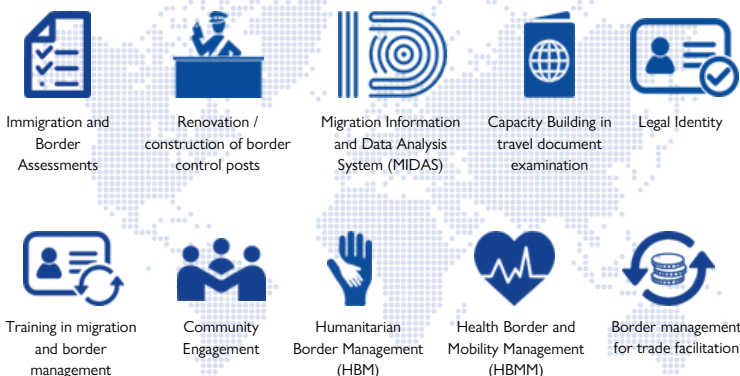 Immigration and
Border
Assessments
Renovation /
construction of border
control posts
Migration Information
and Data Analysis
System (MIDAS)
Capacity Building in
travel document
examination
Legal Identity
Training in migration
and border
management
Community
Engagement
Humanitarian
Border Management
(HBM)
Health Border and
Mobility Management
(HBMM)
Border management
for trade facilitation